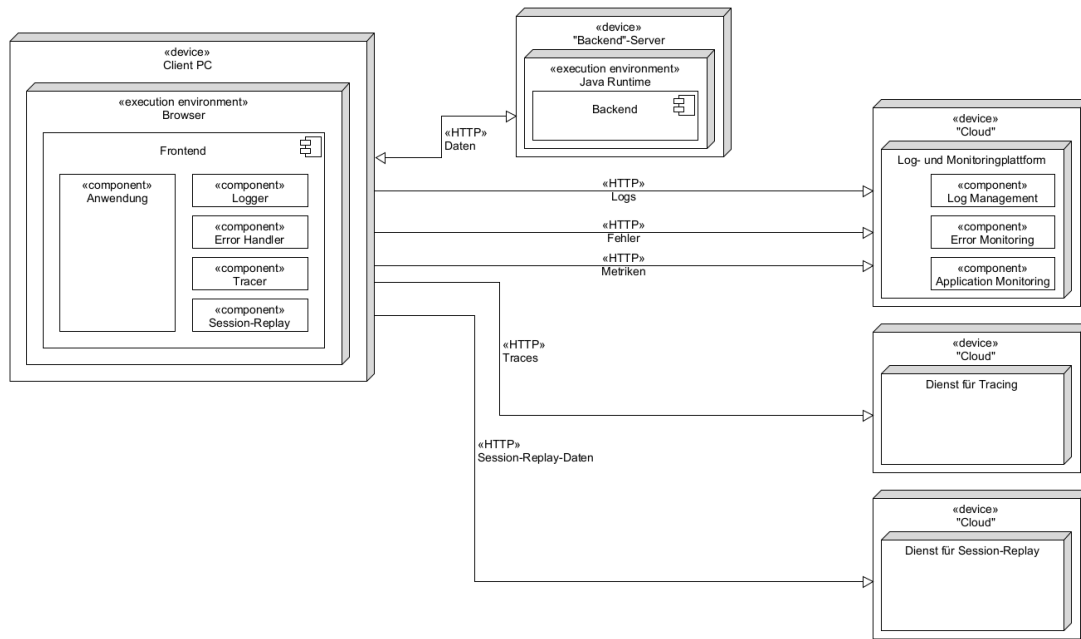 «device»
Client PC
«execution environment»
Browser
Frontend
«component»
Anwendung
«component»
Logger
«component»
Error Handler
«component»
Tracer
«component»
Session-Replay
«HTTP»
Daten
«device»
"Backend"-Server
«execution environment»
Java Runtime
Backend
«HTTP»
Logs
«HTTP»
Fehler
«HTTP»
Metriken
«HTTP»
Traces
«HTTP»
Session-Replay-Daten
«device»
"Cloud"
Log- und Monitoringplattform
«component»
Log Management
«component»
Error Monitoring
«component»
Application Monitoring
«device»
"Cloud"
Dienst für Tracing
«device»
"Cloud"
Dienst für Session-Replay